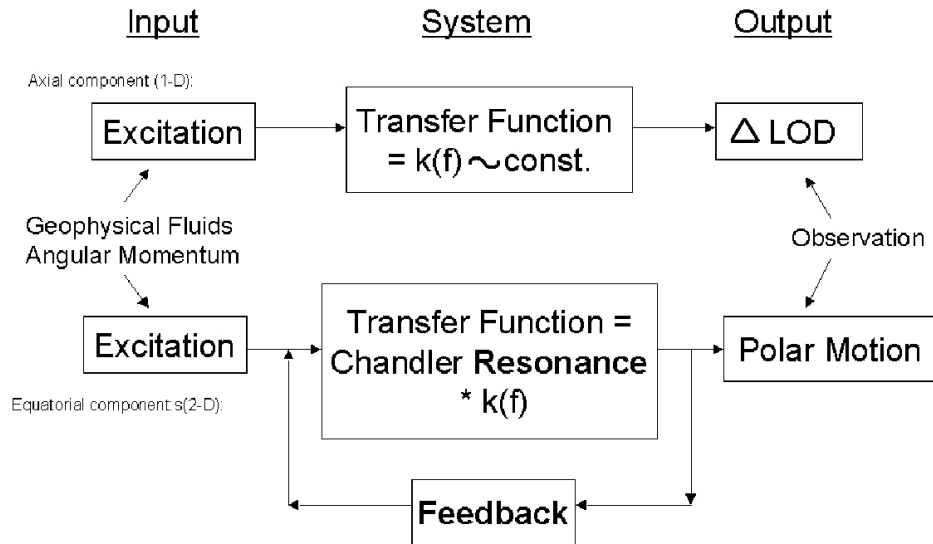 Input
System
Output
Axial component (1-D):
Excitation
Transfer Function
= k(f) ∼ const.
△ LOD
Geophysical Fluids
Angular Momentum
Observation
Excitation
Transfer Function =
Chandler Resonance
* k(f)
Polar Motion
Equatorial component s(2-D):
Feedback